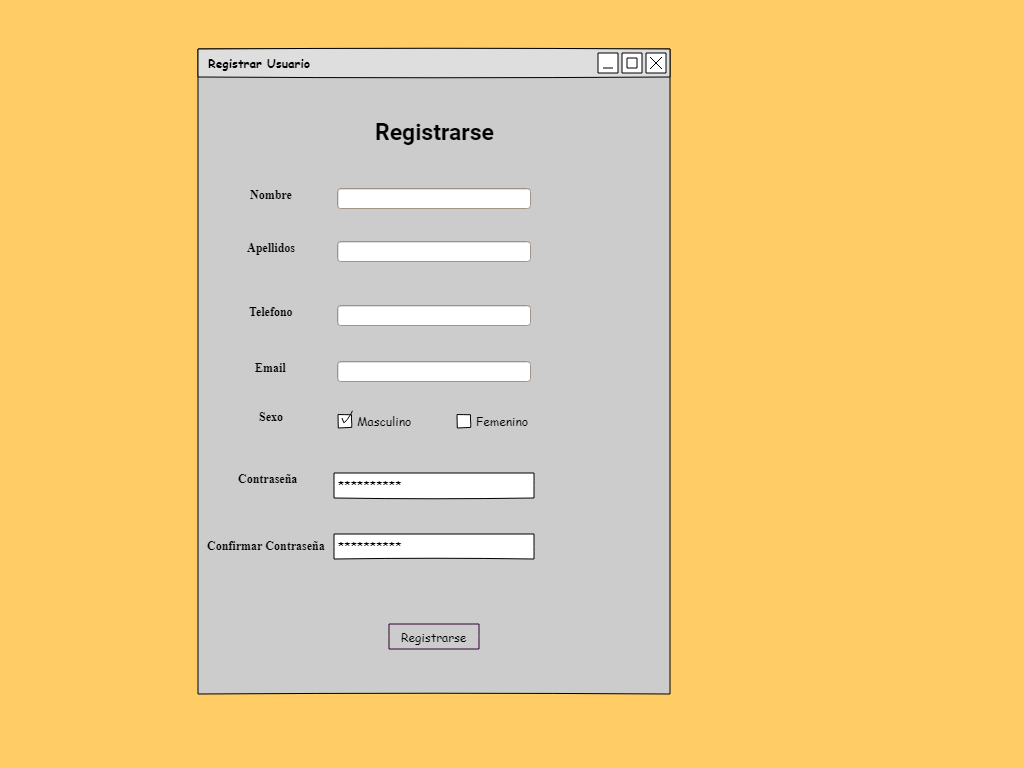 Registrar Usuario
Registrarse
Nombre
Apellidos
Telefono
Email
Sexo
Masculino
Femenino
Contraseña
**********
Confirmar Contraseña
**********
Registrarse